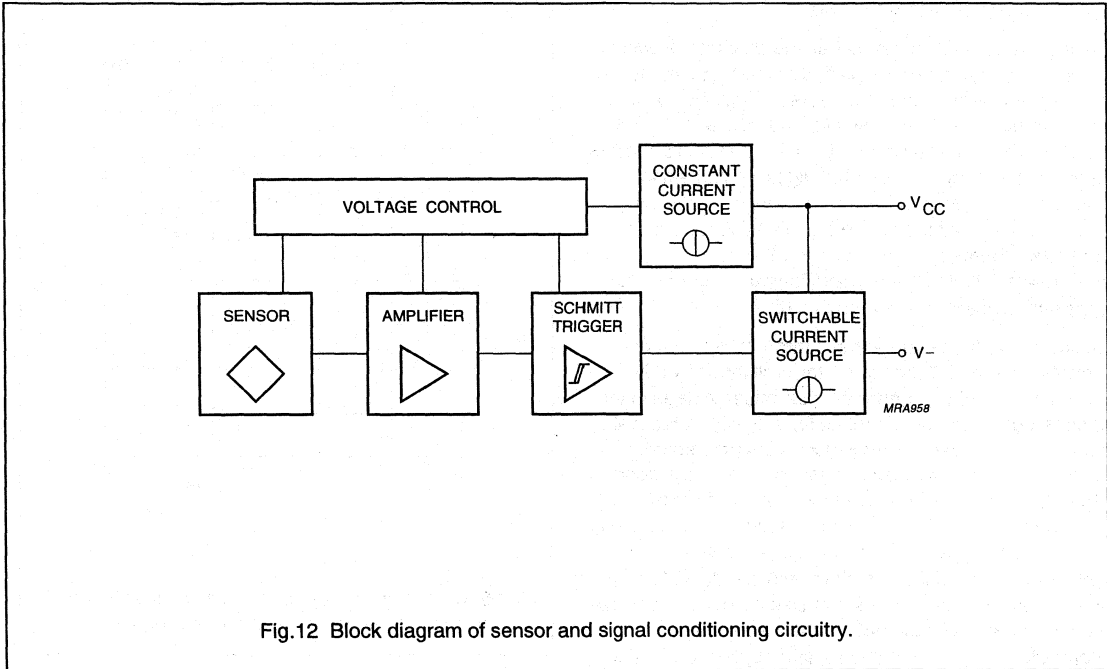 CONSTANT
CURRENT
SOURCE
VOLTAGE CONTROL
VCC
SENSOR
AMPLIFIER
SCHMITT
TRIGGER
SWITCHABLE
CURRENT
SOURCE
V–
MRA958
Fig.12 Block diagram of sensor and signal conditioning circuitry.